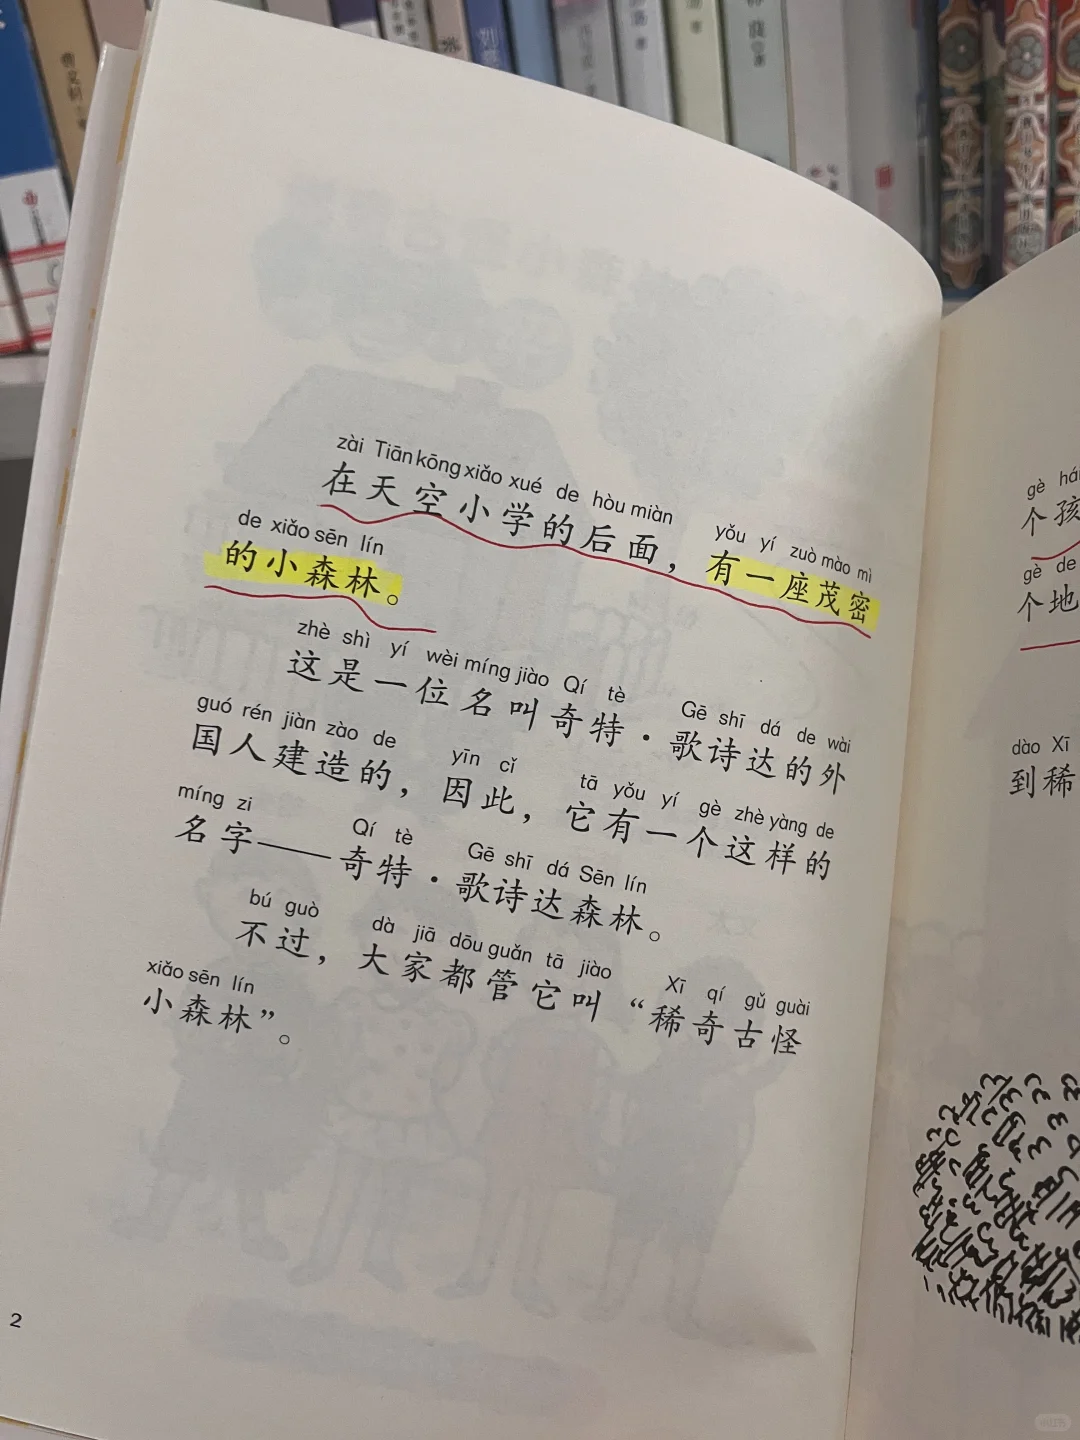 zài Tiān kōng xiǎo xué de hòu miàn yǒu yí zuò mào mì
在天空小学的后面，有一座茂密
de xiǎo sēn lín
的小森林。
zhè shì yí wèi míng jiào Qí tè Gē shī dá de wài
这是一位名叫奇特·歌诗达的外
guó rén jiàn zào de yīn cǐ tā yǒu yí gè zhè yàng de
国人建造的，因此，它有一个这样的
míng zi Qí tè Gē shī dá Sēn lín
名字——奇特·歌诗达森林。
bú guò dà jiā dōu guǎn tā jiào Xī qí gǔ guài
不过，大家都管它叫“稀奇古怪
xiǎo sēn lín
小森林”。
2
gè
个孩
gè de
个地
dào Xī
到稀